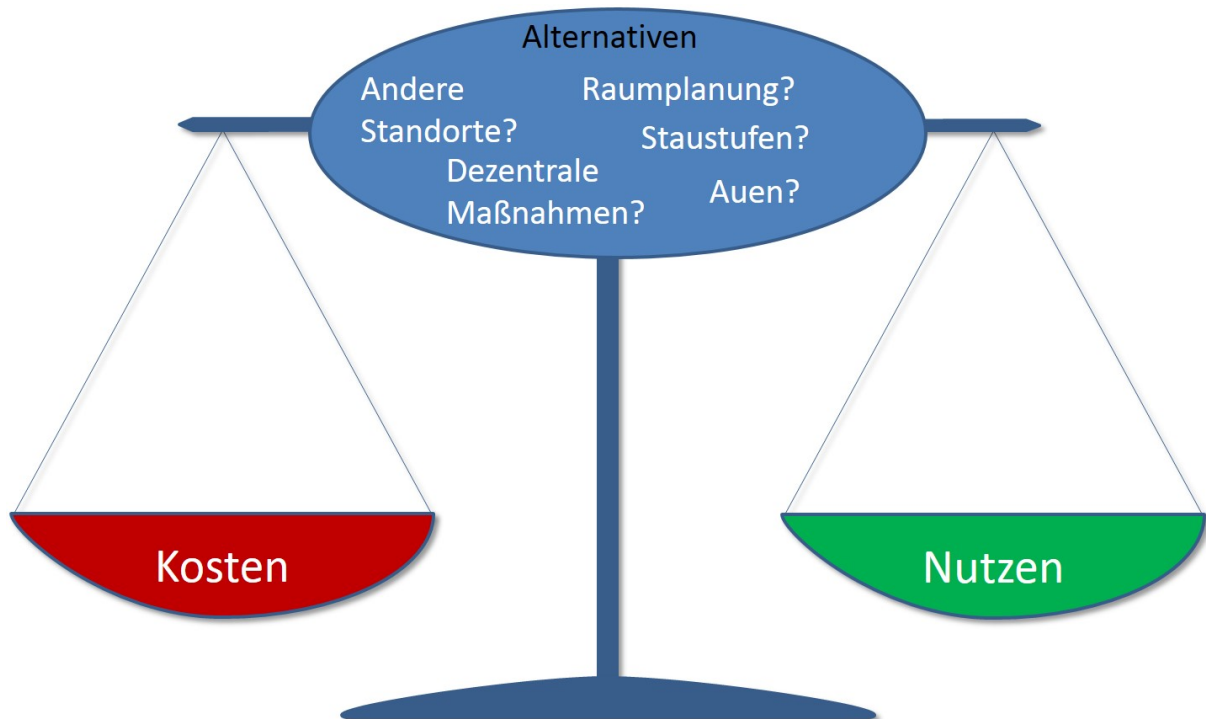 Alternativen
Andere
Standorte?
Raumplanung?
Staustufen?
Dezentrale
Maßnahmen?
Auen?
Kosten
Nutzen